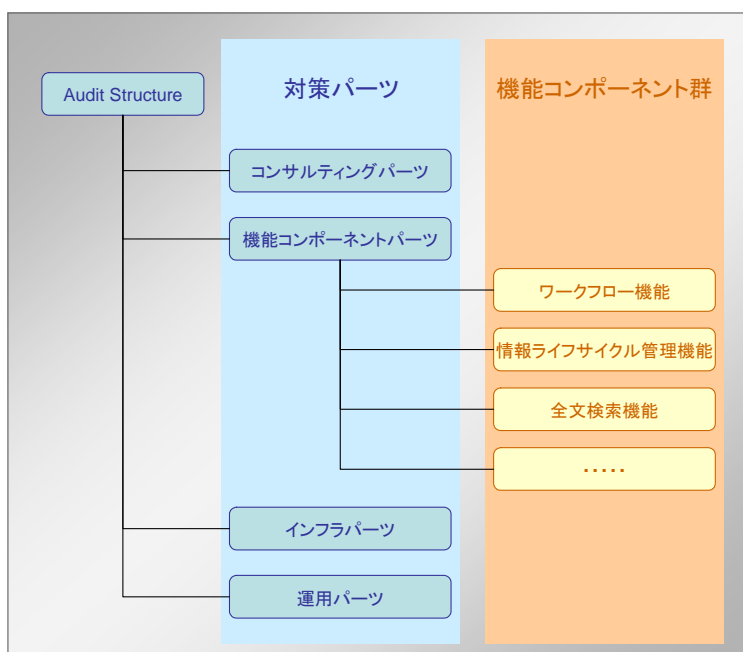 Audit Structure
対策パーツ
機能コンポーネント群
コンサルティングパーツ
機能コンポーネントパーツ
ワークフロー機能
情報ライフサイクル管理機能
全文検索機能
・・・・・
インフラパーツ
運用パーツ